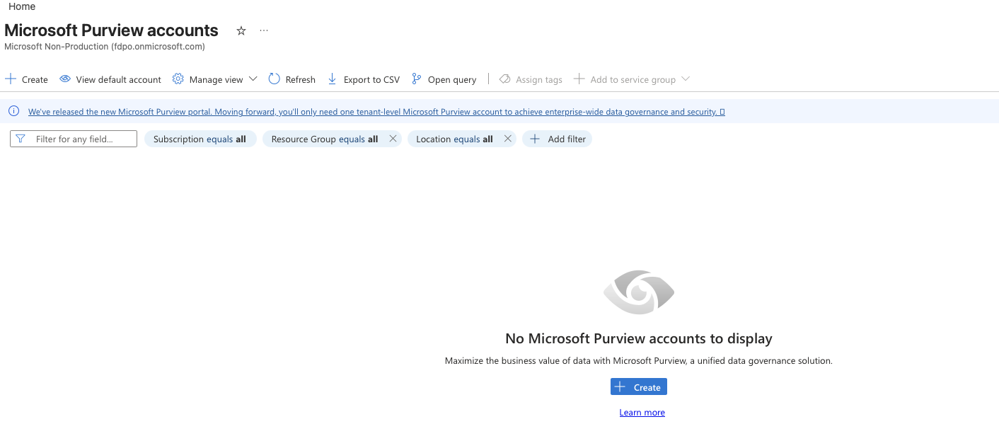 Home
Microsoft Purview accounts ☆ ...
Microsoft Non-Production (fdpo.onmicrosoft.com)
Create View default account Manage view Refresh Export to CSV Open query | Assign tags Add to service group
We've released the new Microsoft Purview portal. Moving forward, you'll only need one tenant-level Microsoft Purview account to achieve enterprise-wide data governance and security.
Filter for any field... Subscription equals all Resource Group equals all Location equals all Add filter
No Microsoft Purview accounts to display
Maximize the business value of data with Microsoft Purview, a unified data governance solution.
Create
Learn more